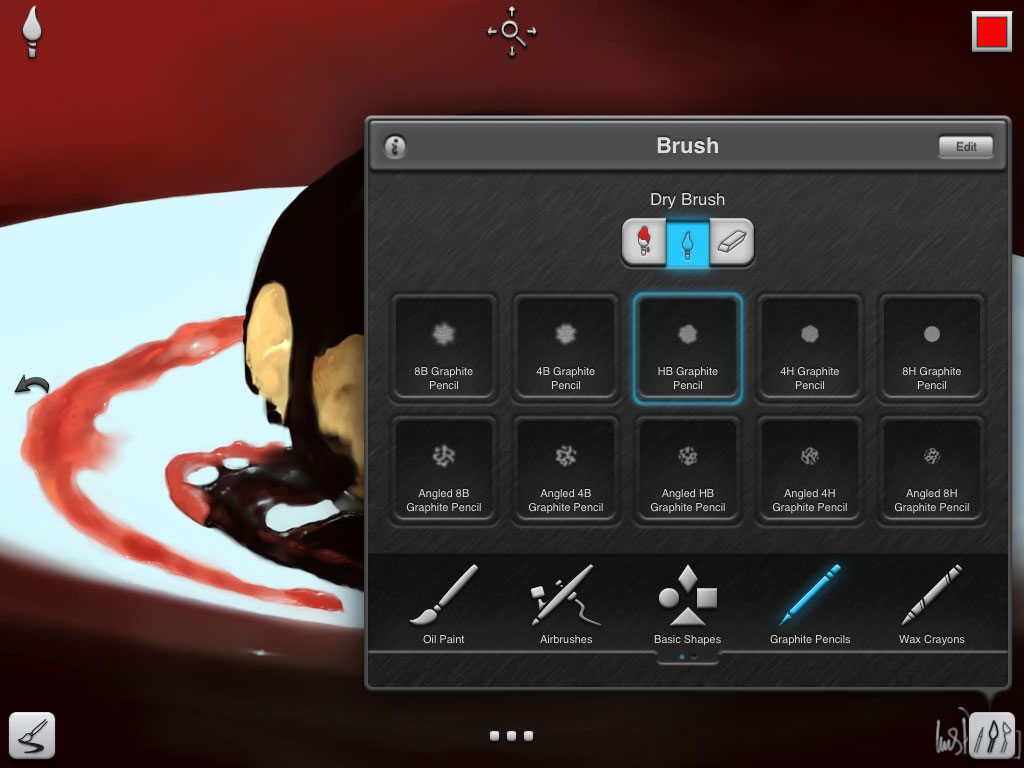 Brush
Edit
Dry Brush
8B Graphite
Pencil
4B Graphite
Pencil
HB Graphite
Pencil
4H Graphite
Pencil
8H Graphite
Pencil
Angled 8B
Graphite Pencil
Angled 4B
Graphite Pencil
Angled HB
Graphite Pencil
Angled 4H
Graphite Pencil
Angled 8H
Graphite Pencil
Oil Paint
Airbrushes
Basic Shapes
Graphite Pencils
Wax Crayons